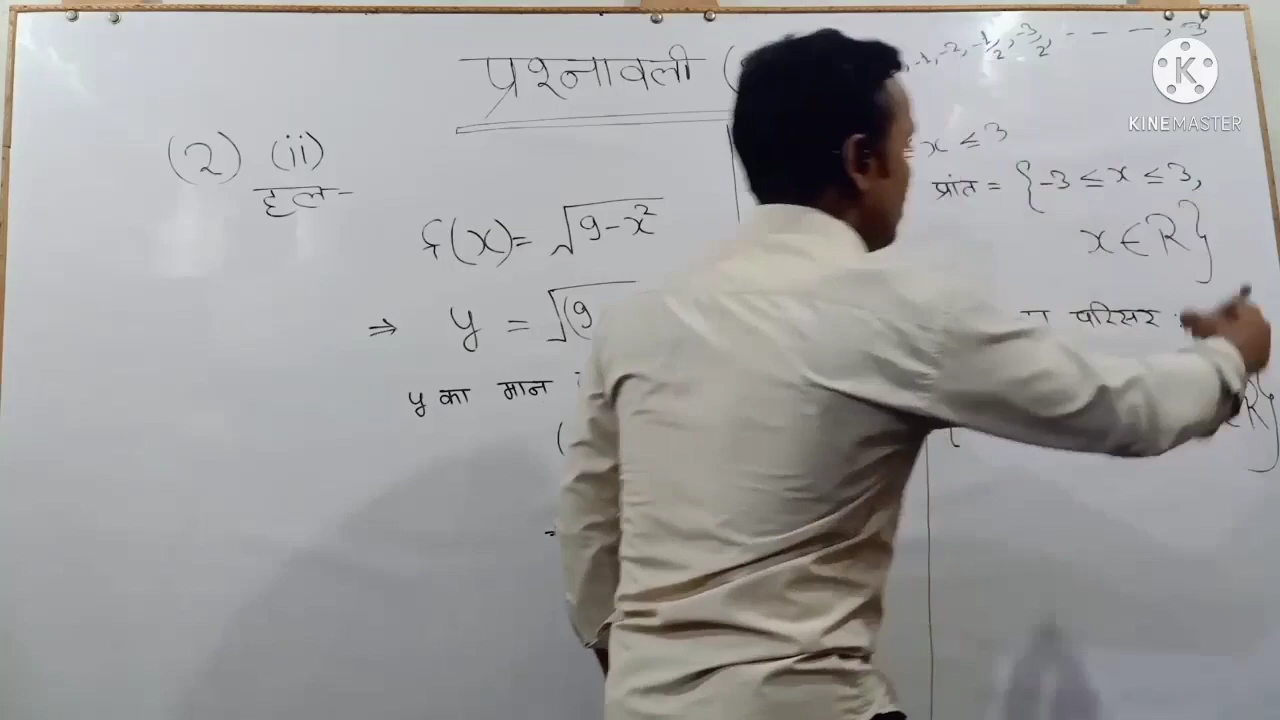 प्रश्नावली (
(2) (ii)
हल-
f(x) = √9-x²
⇒ y = √(9
y का मान
(
=
, -1, -2, -1/2, -3/2, - - - -, -3
x ≤ 3
प्रांत = {-3 ≤ x ≤ 3,
x ∈ R}
परिसर
R}
KINEMASTER